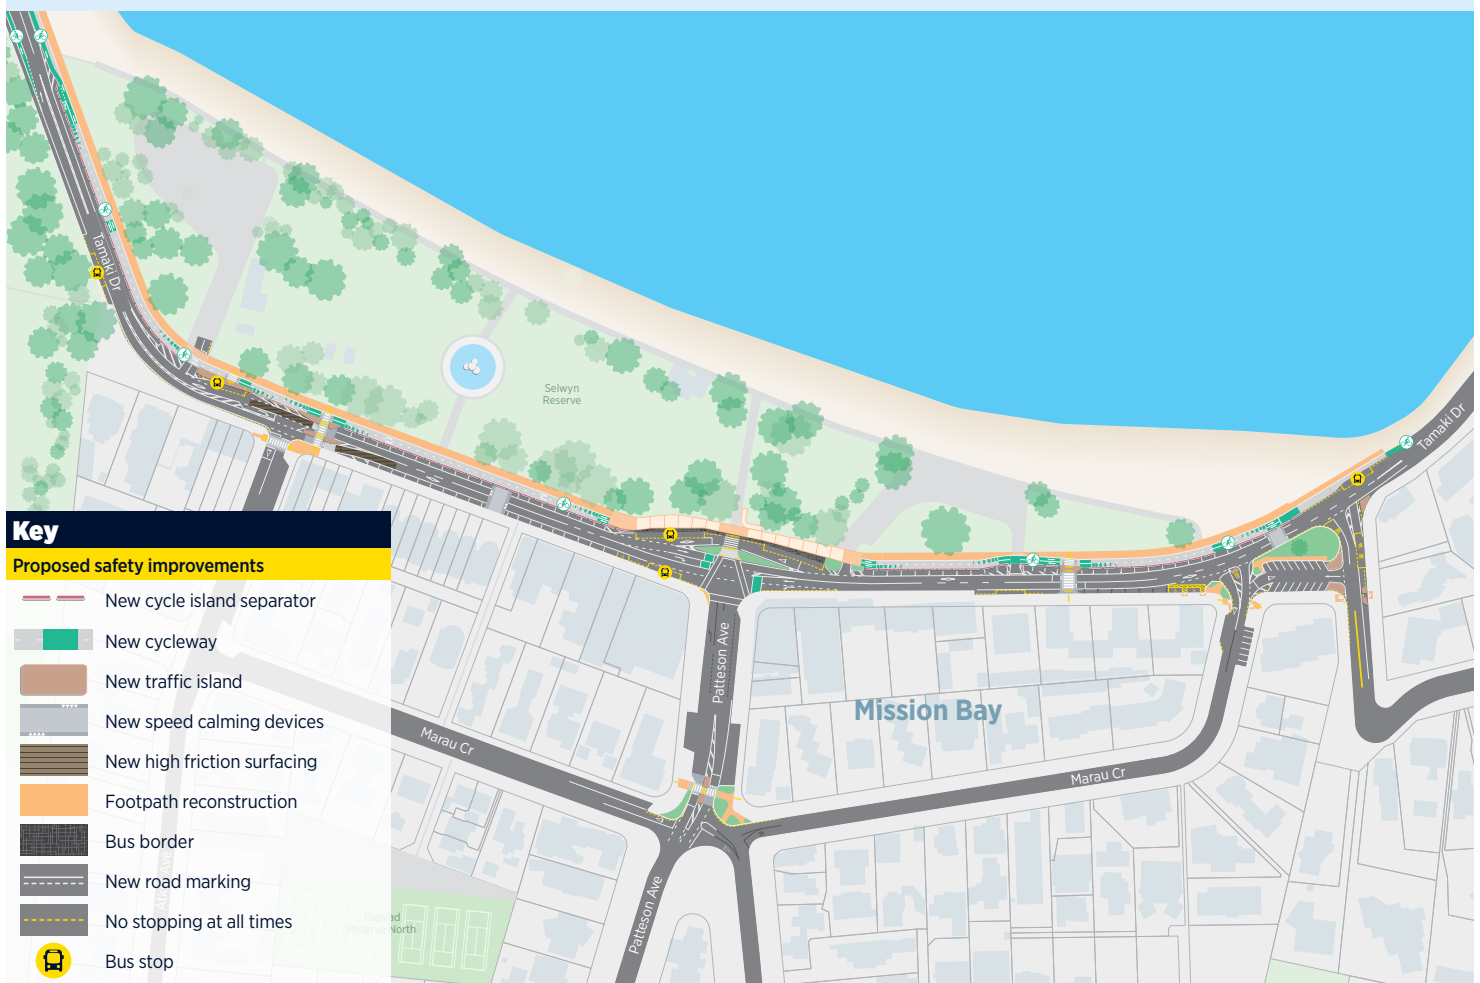 Tamaki Dr
Selwyn
Reserve
Tamaki Dr
Key
Proposed safety improvements
New cycle island separator
New cycleway
New traffic island
New speed calming devices
New high friction surfacing
Footpath reconstruction
Bus border
New road marking
No stopping at all times
Bus stop
Patteson Ave
Mission Bay
Marau Cr
Marau Cr
Patteson Ave
Reserve North